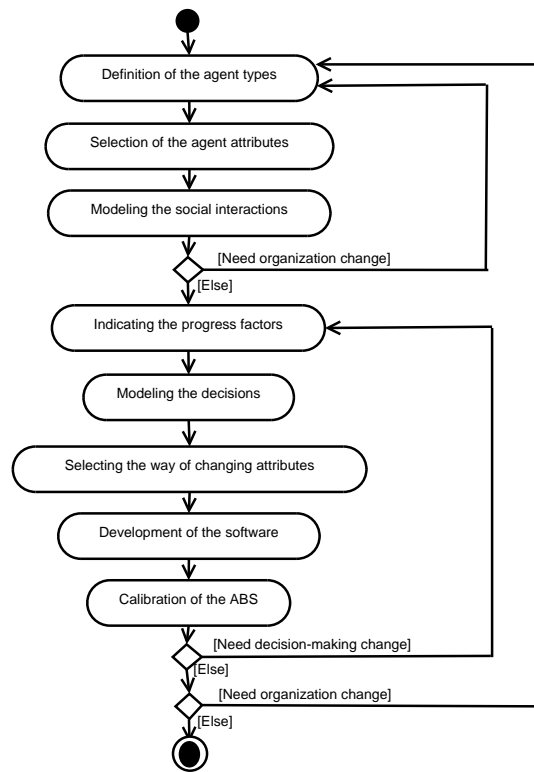 Definition of the agent types
Selection of the agent attributes
Modeling the social interactions
[Need organization change]
[Else]
Indicating the progress factors
Modeling the decisions
Selecting the way of changing attributes
Development of the software
Calibration of the ABS
[Need decision-making change]
[Else]
[Need organization change]
[Else]